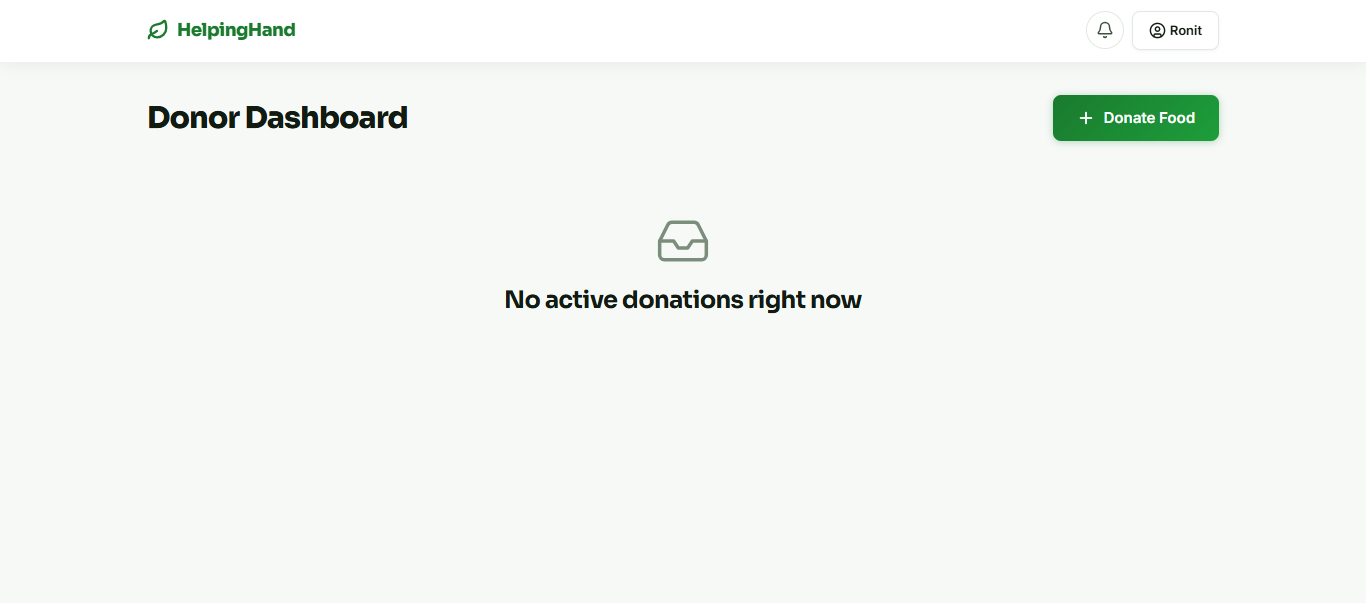 HelpingHand
Ronit
Donor Dashboard
Donate Food
No active donations right now